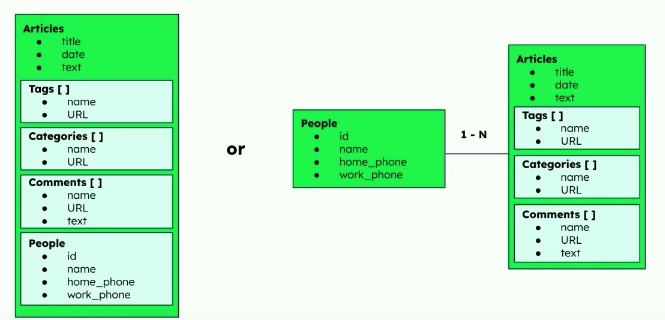 Articles
● title
● date
● text
Tags [ ]
● name
● URL
Categories [ ]
● name
● URL
Comments [ ]
● name
● URL
● text
People
● id
● name
● home_phone
● work_phone
or
People
● id
● name
● home_phone
● work_phone
1 - N
Articles
● title
● date
● text
Tags [ ]
● name
● URL
Categories [ ]
● name
● URL
Comments [ ]
● name
● URL
● text